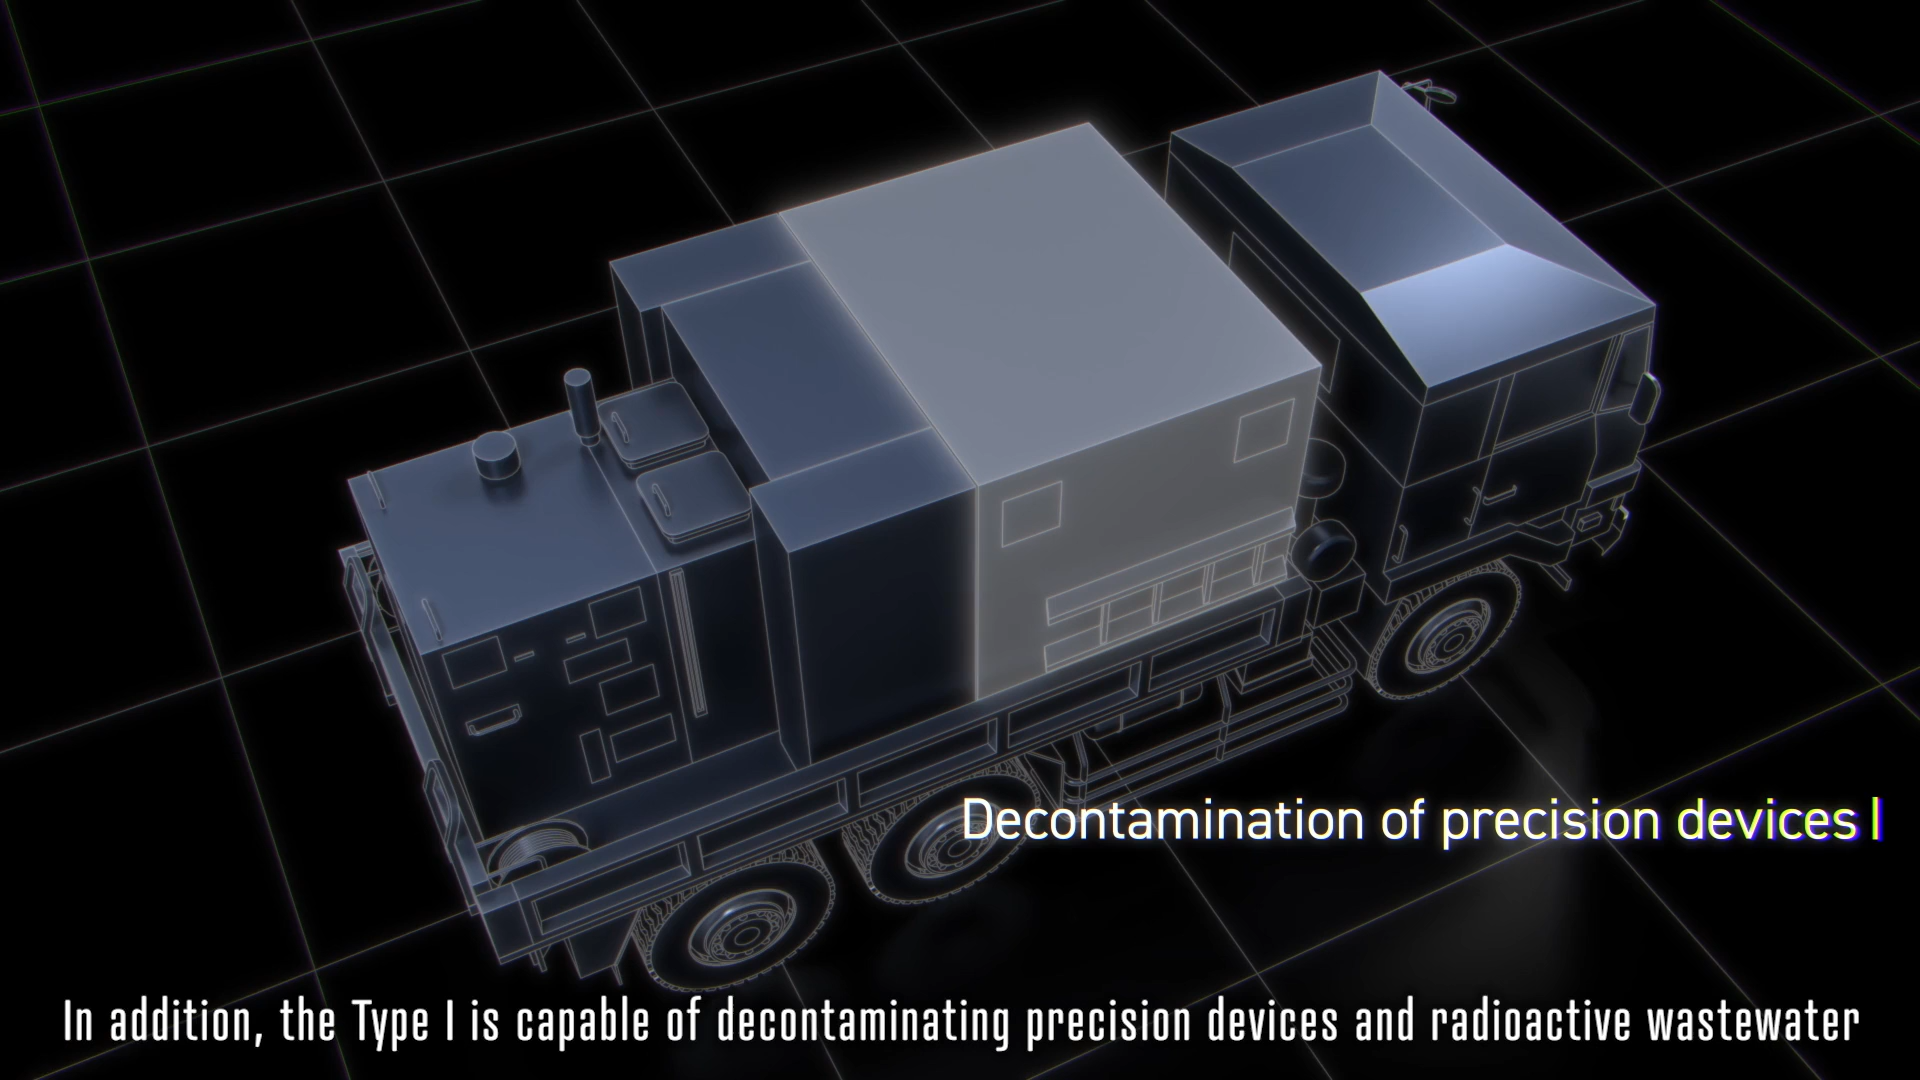 Decontamination of precision devices
In addition, the Type I is capable of decontaminating precision devices and radioactive wastewater